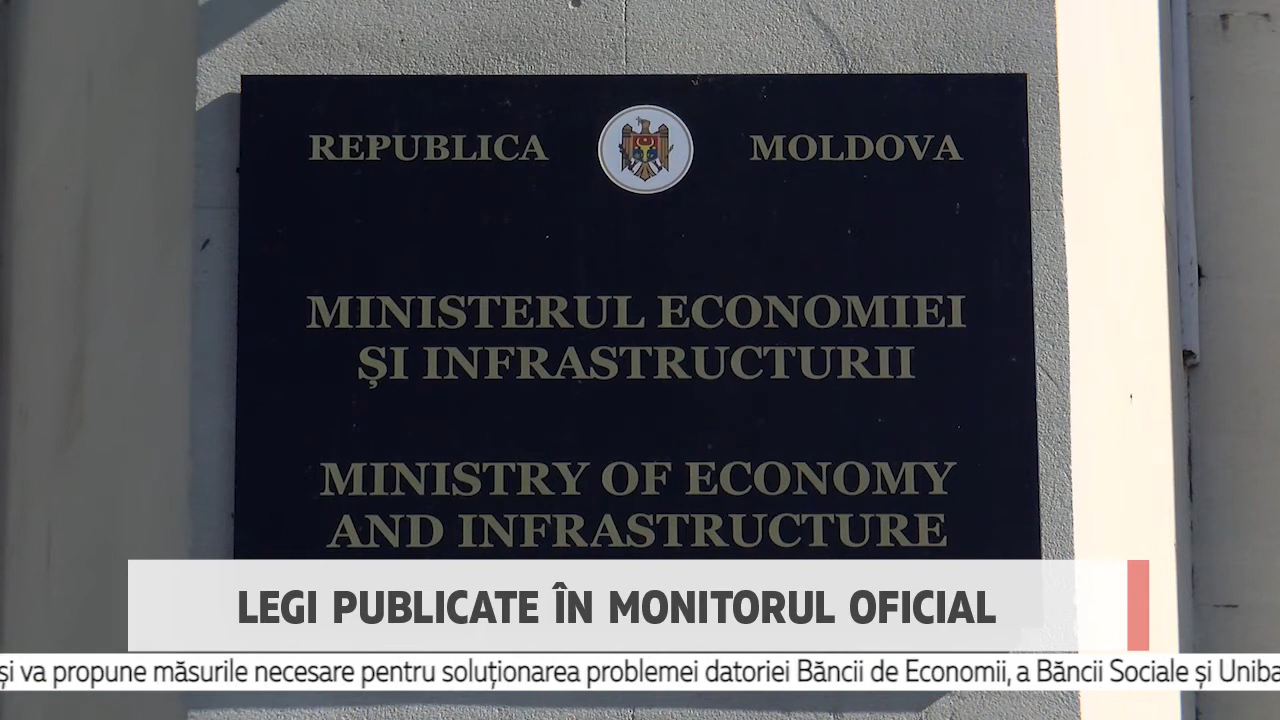 REPUBLICA MOLDOVA
MINISTERUL ECONOMIEI
ȘI INFRASTRUCTURII
MINISTRY OF ECONOMY
AND INFRASTRUCTURE
LEGI PUBLICATE ÎN MONITORUL OFICIAL
și va propune măsurile necesare pentru soluționarea problemei datoriei Băncii de Economii, a Băncii Sociale și